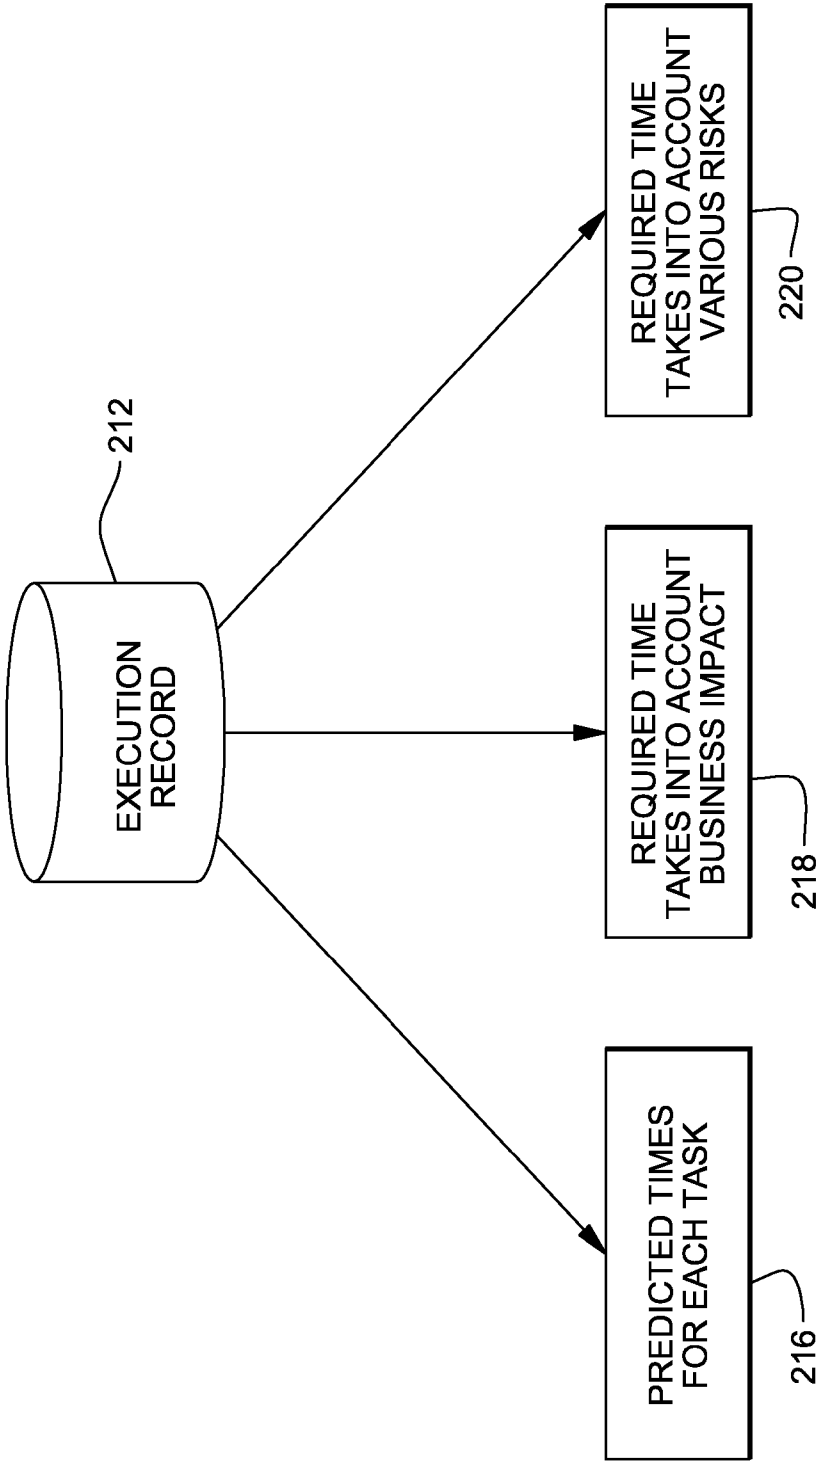 EXECUTION
RECORD
212
PREDICTED TIMES
FOR EACH TASK
216
REQUIRED TIME
TAKES INTO ACCOUNT
BUSINESS IMPACT
218
REQUIRED TIME
TAKES INTO ACCOUNT
VARIOUS RISKS
220